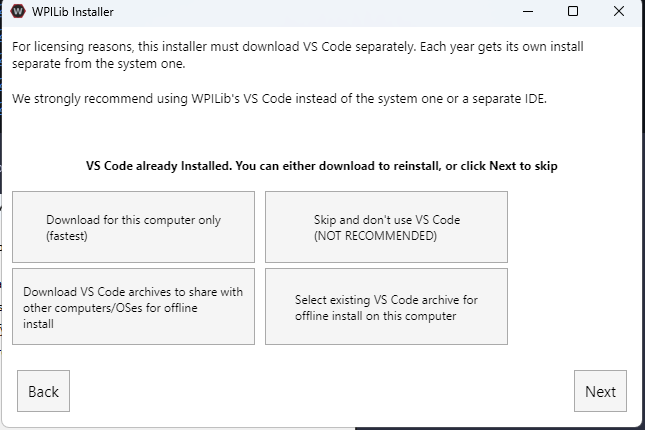 WPILib Installer
For licensing reasons, this installer must download VS Code separately. Each year gets its own install
separate from the system one.
We strongly recommend using WPILib's VS Code instead of the system one or a separate IDE.
VS Code already Installed. You can either download to reinstall, or click Next to skip
Download for this computer only
(fastest)
Skip and don't use VS Code
(NOT RECOMMENDED)
Download VS Code archives to share with
other computers/OSes for offline
install
Select existing VS Code archive for
offline install on this computer
Back
Next